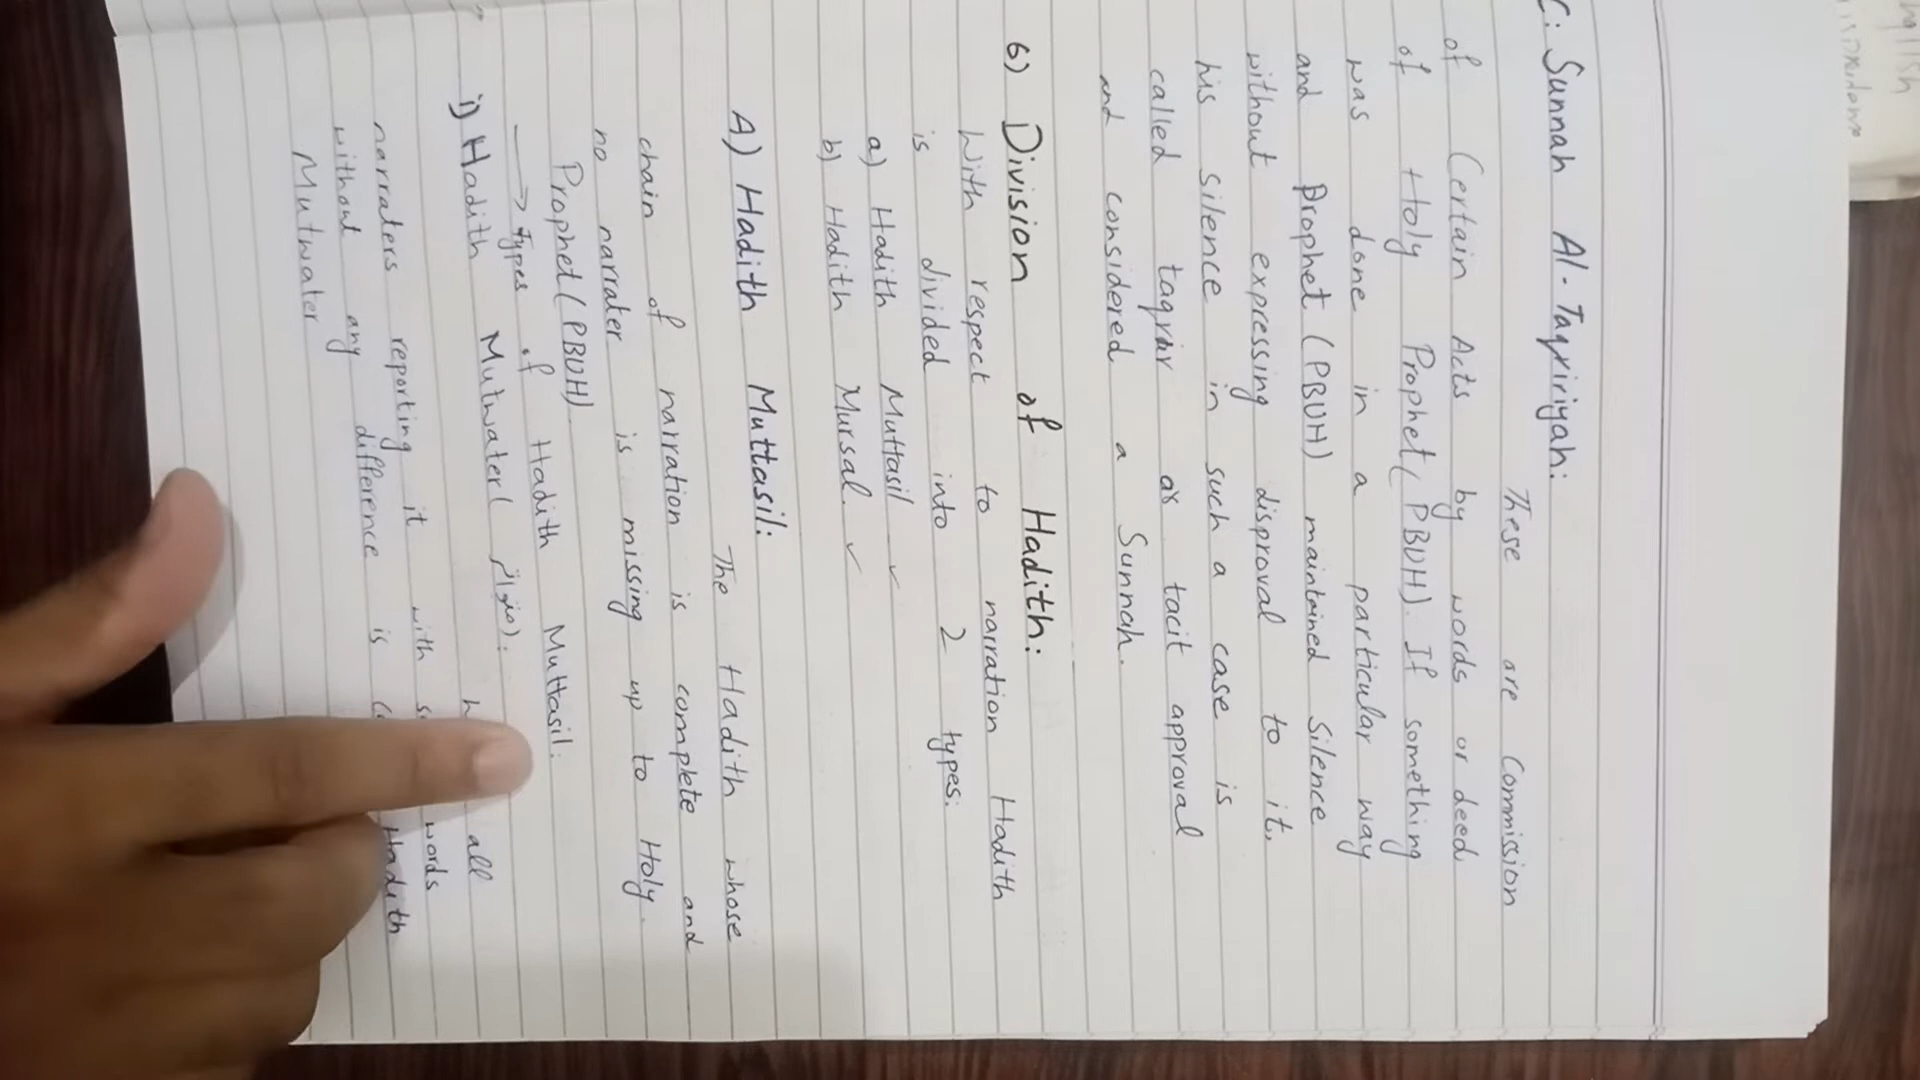 C: Sunnah Al-Taqririyah:
These are Commission
of Certain Acts by words or deed
of Holy Prophet (PBUH). If something
was done in a particular way
and Prophet (PBUH) maintained Silence
without expressing disproval to it,
his silence in such a case is
called taqrir or tacit approval
and considered a Sunnah.
6) Division of Hadith:
With respect to narration Hadith
is divided into 2 types:
a) Hadith Muttasil ✓
b) Hadith Mursal. ✓
A) Hadith Muttasil:
The Hadith whose
chain of narration is complete and
no narrater is missing up to Holy.
Prophet (PBUH).
→ Types of Hadith Muttasil:
i) Hadith Mutwater (متواتر):
all
narraters reporting it with words
without any difference is Hadith
Mutwater